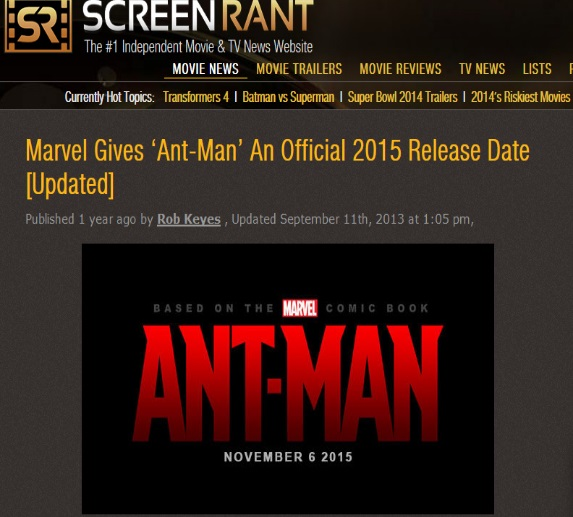 SR SCREEN RANT
The #1 Independent Movie & TV News Website
MOVIE NEWS MOVIE TRAILERS MOVIE REVIEWS TV NEWS LISTS
Currently Hot Topics: Transformers 4 | Batman vs Superman | Super Bowl 2014 Trailers | 2014's Riskiest Movies
Marvel Gives ‘Ant-Man’ An Official 2015 Release Date
[Updated]
Published 1 year ago by Rob Keyes , Updated September 11th, 2013 at 1:05 pm,
BASED ON THE MARVEL COMIC BOOK
ANT-MAN
NOVEMBER 6 2015